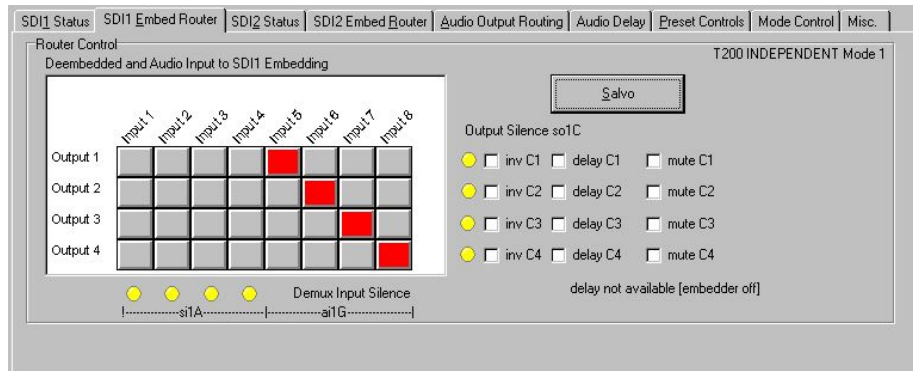 SDI1 Status SDI1 Embed Router SDI2 Status SDI2 Embed Router Audio Output Routing Audio Delay Preset Controls Mode Control Misc.
Router Control
T200 INDEPENDENT Mode 1
Deembedded and Audio Input to SDI1 Embedding
Salvo
Input 1 Input 2 Input 3 Input 4 Input 5 Input 6 Input 7 Input 8
Output Silence so1C
Output 1
inv C1 delay C1 mute C1
Output 2
inv C2 delay C2 mute C2
Output 3
inv C3 delay C3 mute C3
Output 4
inv C4 delay C4 mute C4
Demux Input Silence
delay not available [embedder off]
!---------------si1A---------------|---------------ai1G---------------|